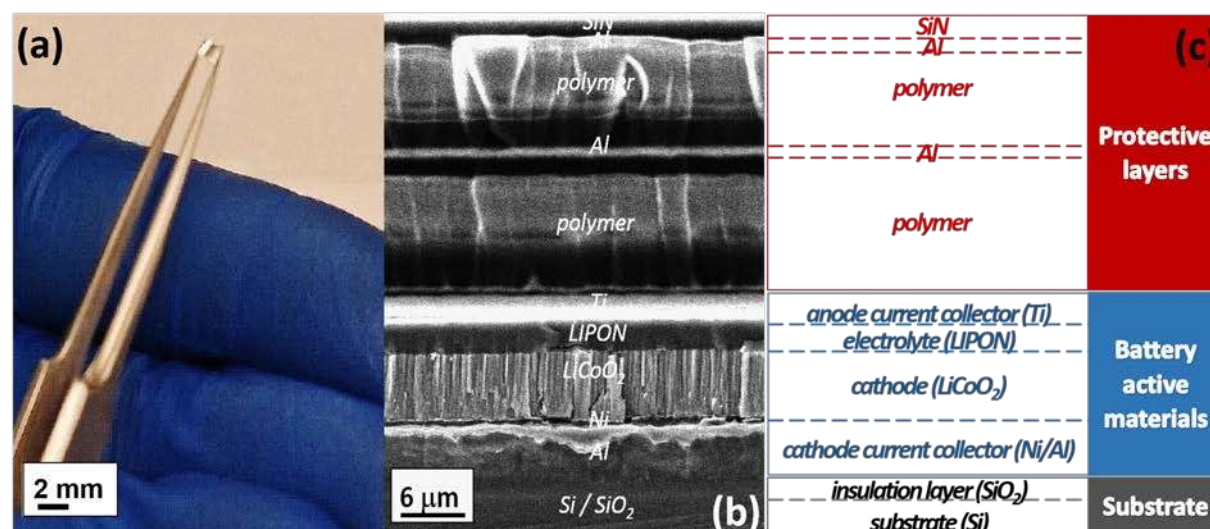 (a)
2 mm
SiN
Al
polymer
Al
polymer
Ti
LIPON
LiCoO₂
Ni
Al
Si / SiO₂
6 μm
(b)
SiN
Al
polymer
Al
polymer
anode current collector (Ti)
electrolyte (LIPON)
cathode (LiCoO₂)
cathode current collector (Ni/Al)
insulation layer (SiO₂)
substrate (Si)
(c)
Protective
layers
Battery
active
materials
Substrate